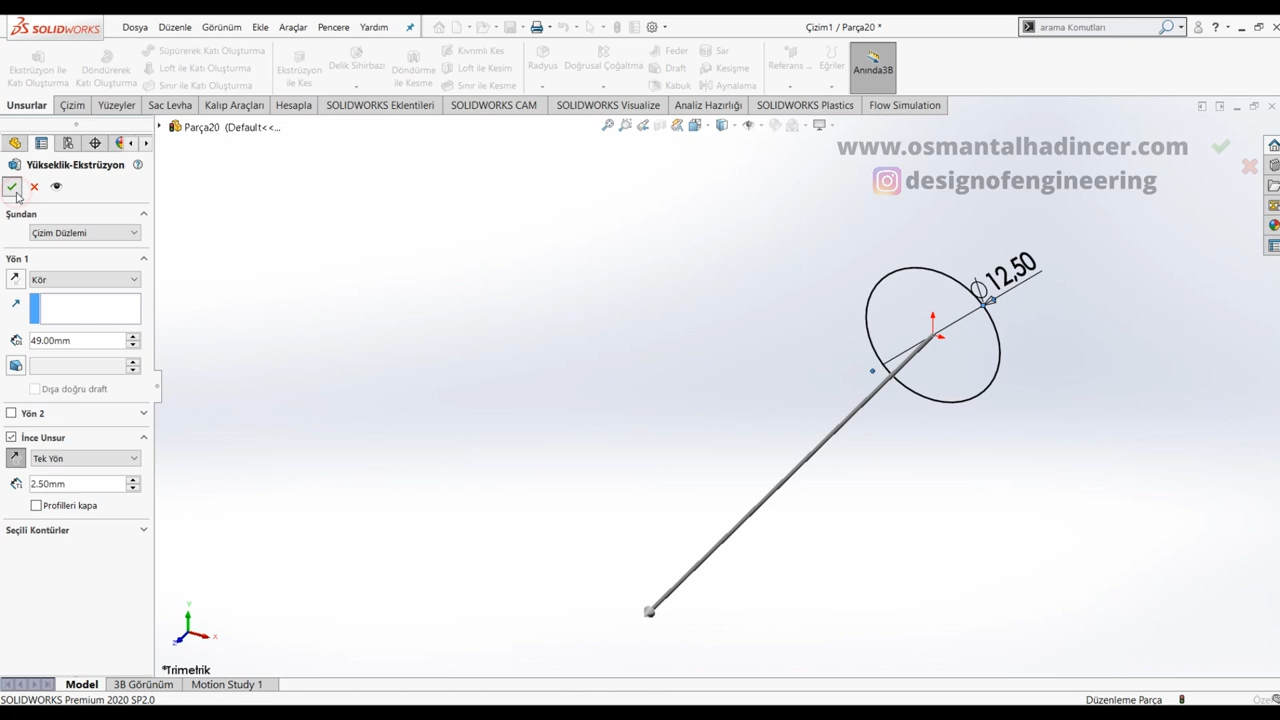 SOLIDWORKS
Dosya Düzenle Görünüm Ekle Araçlar Pencere Yardım
Çizim1 / Parça20 *
arama Komutları
Ekstrüzyon İle Katı Oluşturma
Döndürerek Katı Oluşturma
Süpürerek Katı Oluşturma
Loft ile Katı Oluşturma
Sınır ile Katı Oluşturma
Ekstrüzyon ile Kes
Delik Sihirbazı
Döndürme ile Kesme
Kıvrımlı Kes
Loft ile Kesim
Sınır ile Kesme
Radyus
Doğrusal Çoğaltma
Feder
Draft
Kabuk
Sar
Kesişme
Aynalama
Referans ...
Eğriler
Anında3B
Unsurlar Çizim Yüzeyler Sac Levha Kalıp Araçları Hesapla SOLIDWORKS Eklentileri SOLIDWORKS CAM SOLIDWORKS Visualize Analiz Hazırlığı SOLIDWORKS Plastics Flow Simulation
Parça20 (Default<<...
www.osmantalhadincer.com
designofengineering
Yükseklik-Ekstrüzyon
Şundan
Çizim Düzlemi
Yön 1
Kör
49.00mm
Dışa doğru draft
Yön 2
İnce Unsur
Tek Yön
2.50mm
Profilleri kapa
Seçili Kontürler
∅12,50
Y
X
Z
*Trimetrik
Model 3B Görünüm Motion Study 1
SOLIDWORKS Premium 2020 SP2.0
Düzenleme Parça